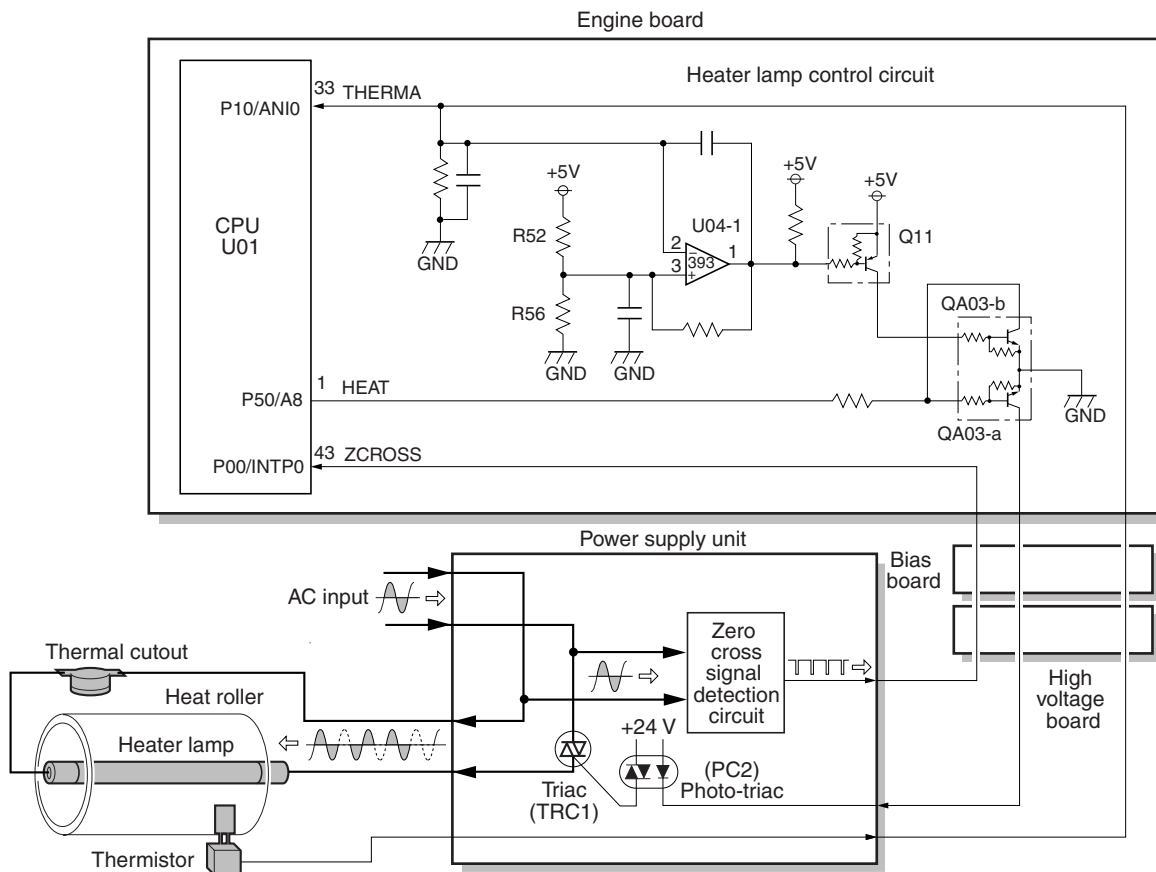 Engine board
Heater lamp control circuit
33 THERMA
P10/ANI0
CPU
U01
+5V
+5V
+5V
R52
R56
GND
GND
GND
U04-1
2
3
1
393
−
+
Q11
QA03-b
QA03-a
GND
1 HEAT
P50/A8
43 ZCROSS
P00/INTP0
Power supply unit
Bias
board
High
voltage
board
AC input
Zero
cross
signal
detection
circuit
+24 V
(PC2)
Photo-triac
Triac
(TRC1)
Thermal cutout
Heat roller
Heater lamp
Thermistor